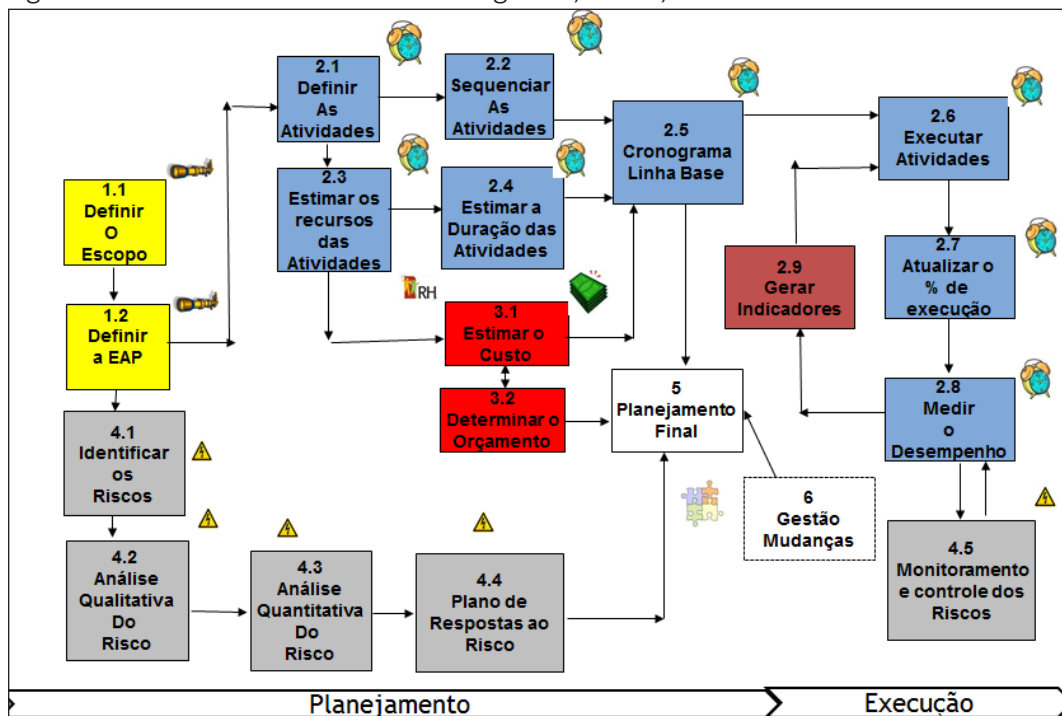 1.1
Definir
O
Escopo
1.2
Definir
a EAP
2.1
Definir
As
Atividades
2.2
Sequenciar
As
Atividades
2.3
Estimar os
recursos
das
Atividades
2.4
Estimar a
Duração das
Atividades
2.5
Cronograma
Linha Base
2.6
Executar
Atividades
2.7
Atualizar o
% de
execução
2.8
Medir
o
Desempenho
2.9
Gerar
Indicadores
RH
3.1
Estimar o
Custo
3.2
Determinar o
Orçamento
5
Planejamento
Final
6
Gestão
Mudanças
4.1
Identificar
os
Riscos
4.2
Análise
Qualitativa
Do
Risco
4.3
Análise
Quantitativa
Do
Risco
4.4
Plano de
Respostas ao
Risco
4.5
Monitoramento
e controle dos
Riscos
Planejamento
Execução